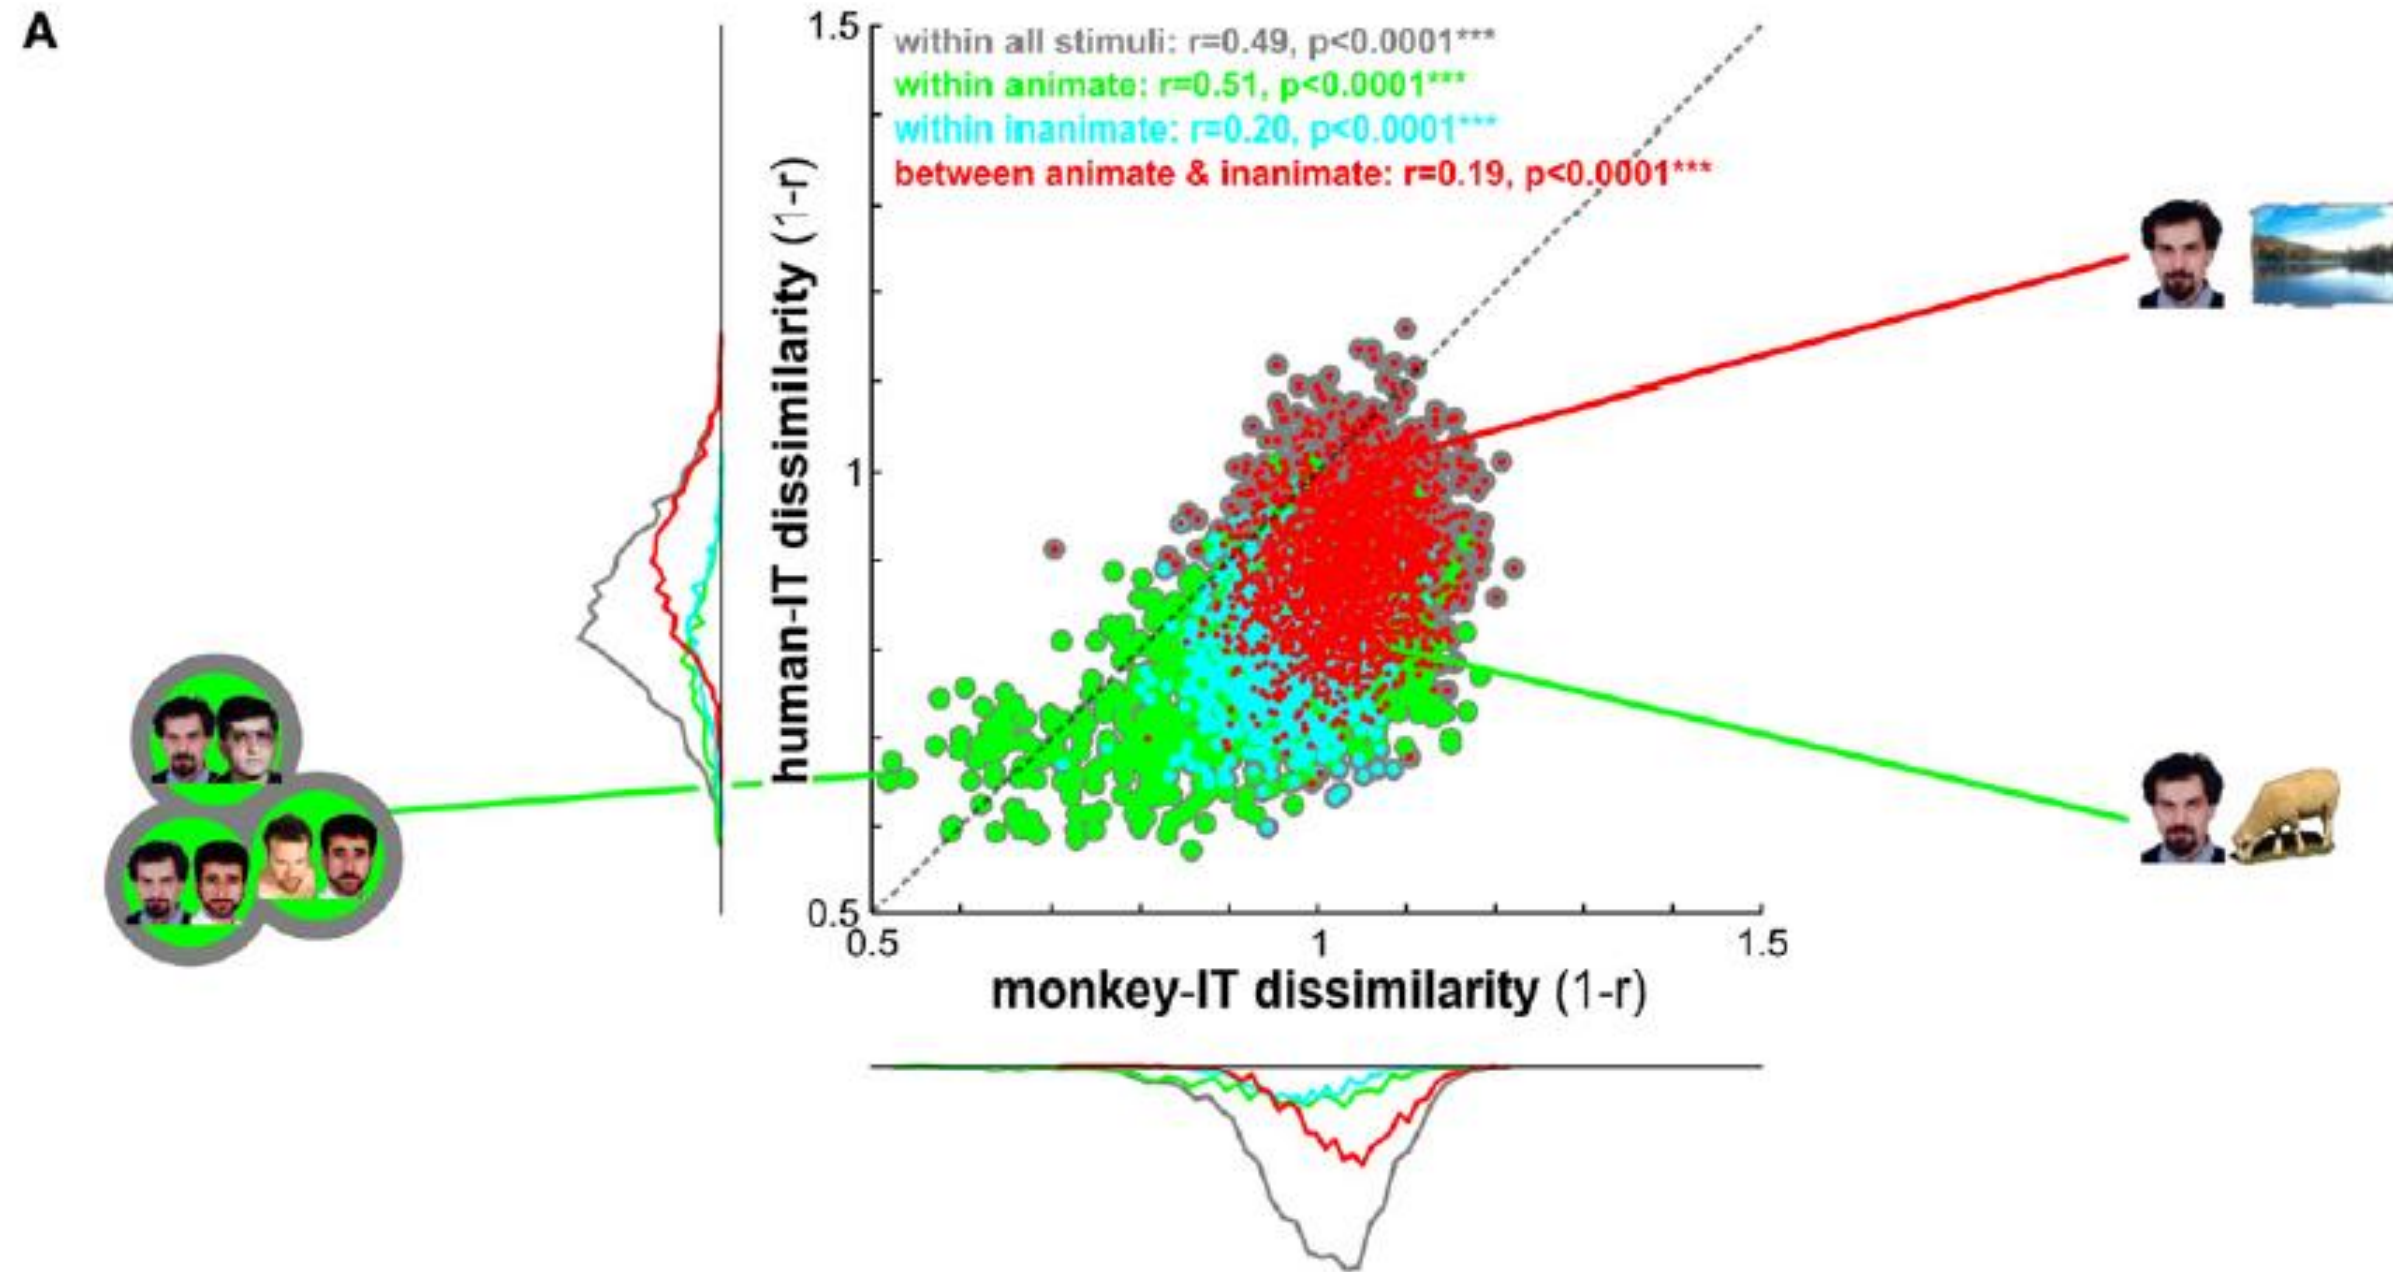 A
1.5
within all stimuli: r=0.49, p<0.0001***
within animate: r=0.51, p<0.0001***
within inanimate: r=0.20, p<0.0001***
between animate & inanimate: r=0.19, p<0.0001***
human-IT dissimilarity (1-r)
1
0.5
0.5
1
1.5
monkey-IT dissimilarity (1-r)